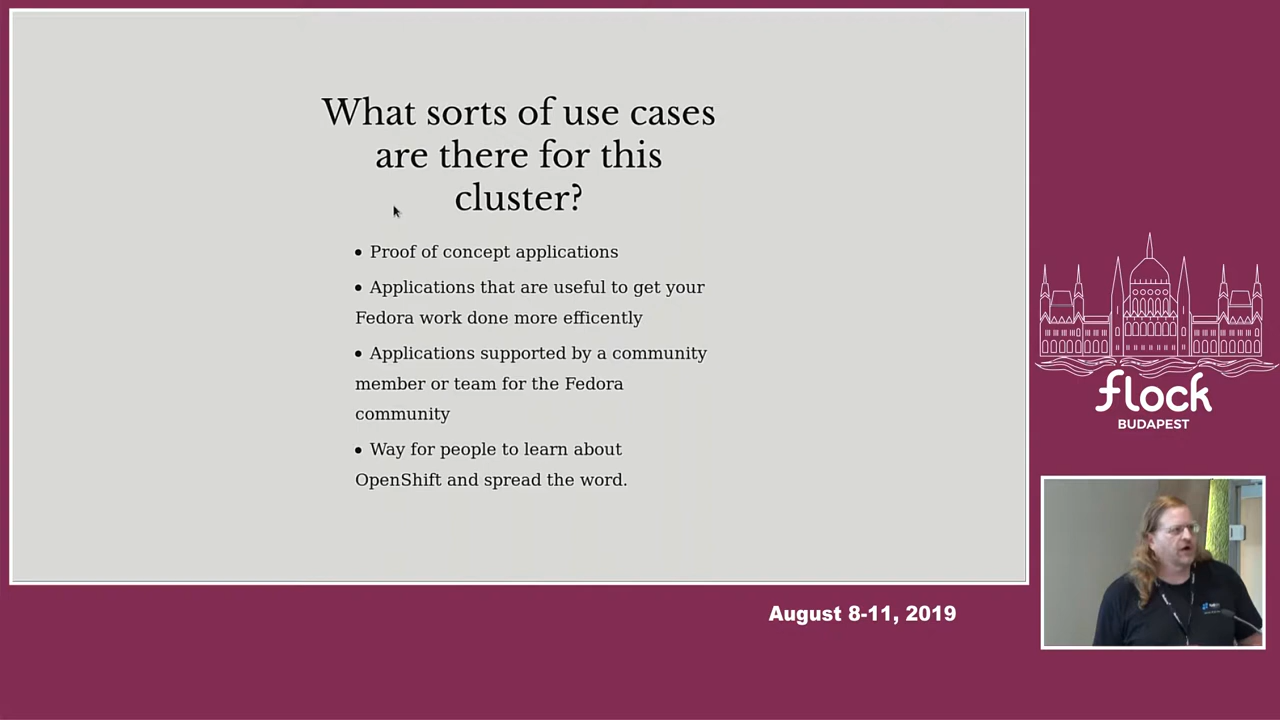 What sorts of use cases
are there for this
cluster?
• Proof of concept applications
• Applications that are useful to get your
Fedora work done more efficently
• Applications supported by a community
member or team for the Fedora
community
• Way for people to learn about
OpenShift and spread the word.
flock
BUDAPEST
August 8-11, 2019